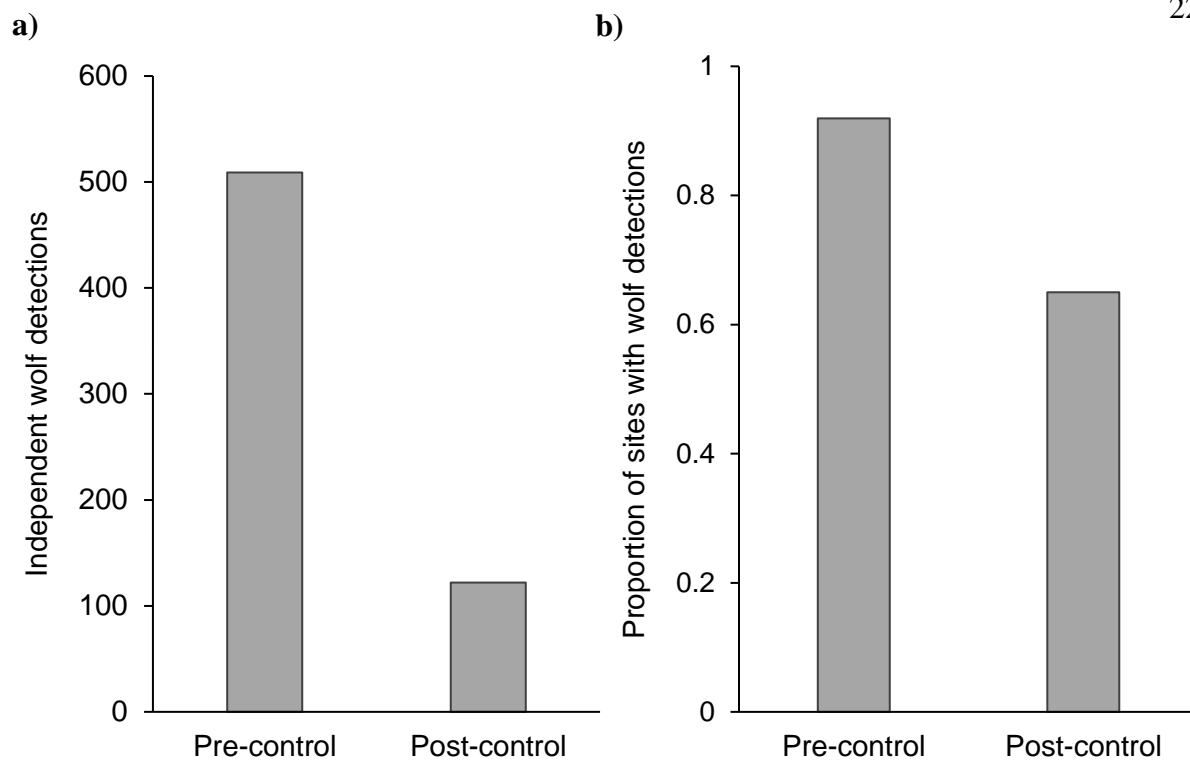 22
a)
Independent wolf detections
600
500
400
300
200
100
0
Pre-control Post-control
b)
Proportion of sites with wolf detections
1
0.8
0.6
0.4
0.2
0
Pre-control Post-control